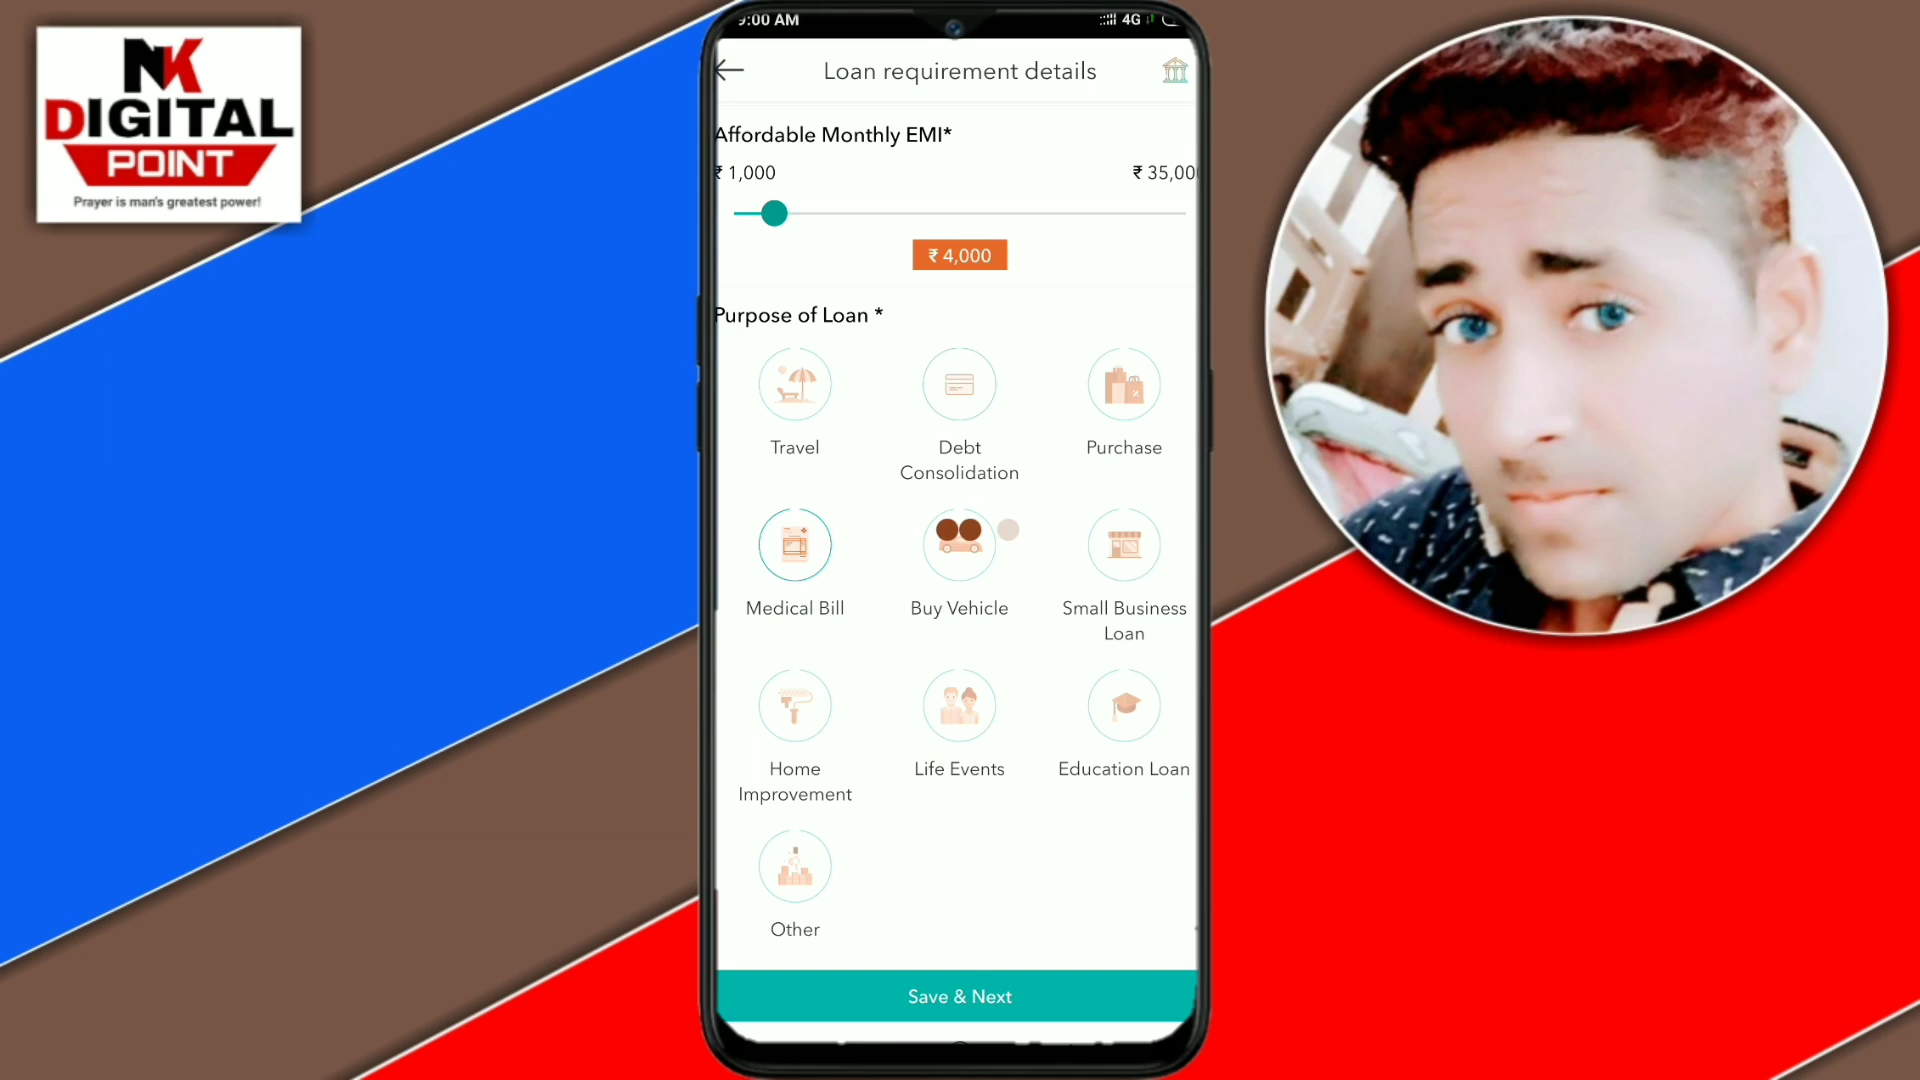 NK
DIGITAL
POINT
Prayer is man's greatest power!
9:00 AM
4G
Loan requirement details
Affordable Monthly EMI*
₹ 1,000
₹ 35,000
₹ 4,000
Purpose of Loan *
Travel
Debt
Consolidation
Purchase
Medical Bill
Buy Vehicle
Small Business
Loan
Home
Improvement
Life Events
Education Loan
Other
Save & Next